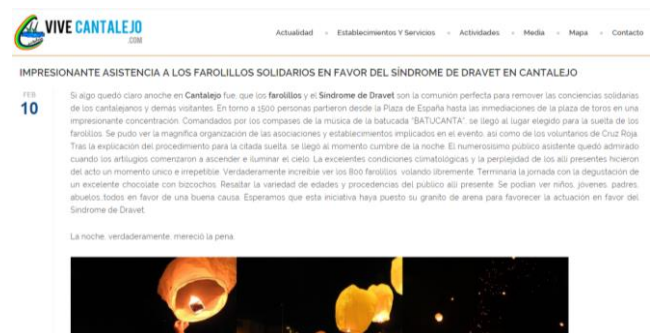 VIVE CANTALEJO
.COM
Actualidad Establecimientos Y Servicios Actividades Media Mapa Contacto
IMPRESIONANTE ASISTENCIA A LOS FAROLILLOS SOLIDARIOS EN FAVOR DEL SÍNDROME DE DRAVET EN CANTALEJO
FEB
10
Si algo quedó claro anoche en Cantalejo fue, que los farolillos y el Sindrome de Dravet son la comunión perfecta para remover las conciencias solidarias
de los cantalejanos y demás visitantes. En torno a 1500 personas partieron desde la Plaza de España hasta las inmediaciones de la plaza de toros en una
impresionante concentración. Comandados por los compases de la música de la batucada "BATUCANTA", se llegó al lugar elegido para la suelta de los
farolillos. Se pudo ver la magnífica organización de las asociaciones y establecimientos implicados en el evento, así como de los voluntarios de Cruz Roja.
Tras la explicación del procedimiento para la citada suelta, se llegó al momento cumbre de la noche. El numerosísimo público asistente quedó admirado
cuando los artilugios comenzaron a ascender e iluminar el cielo. La excelentes condiciones climatológicas y la perplejidad de los allí presentes hicieron
del acto un momento único e irrepetible. Verdaderamente increíble ver los 800 farolillos volando libremente. Terminaría la jornada con la degustación de
un excelente chocolate con bizcochos. Resaltar la variedad de edades y procedencias del público allí presente. Se podían ver niños, jóvenes, padres,
abuelos, todos en favor de una buena causa. Esperamos que esta iniciativa haya puesto su granito de arena para favorecer la actuación en favor del
Sindrome de Dravet.
La noche, verdaderamente, mereció la pena.